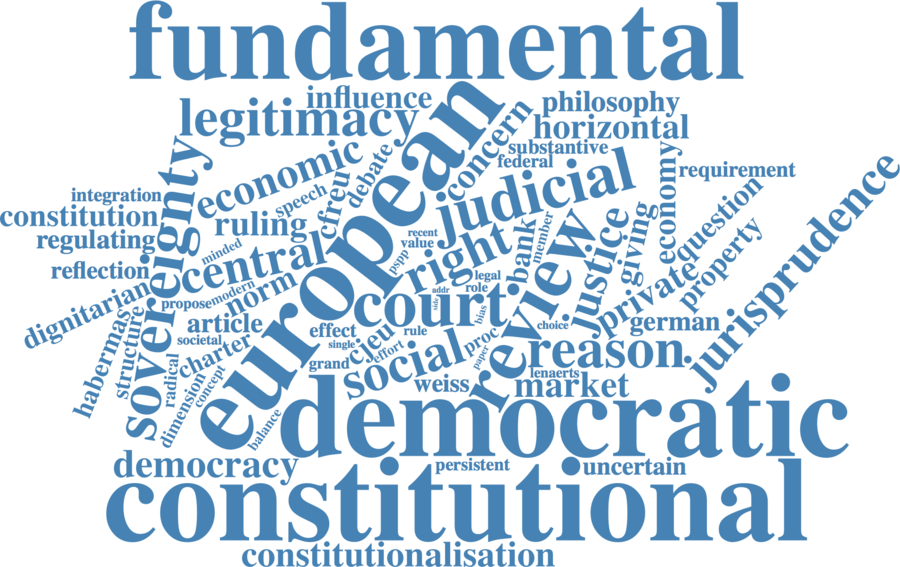 fundamental
influence
philosophy
legitimacy
concern
horizontal
substantive
federal
european
economic
debate
cfreu
speech
judicial
economy
requirement
integration
constitution
sovereignty
ruling
regulating
reflection
central
minded
recent
value
pspp
right
member
bank
review
justice
giving
question
private
property
jurisprudence
dignitarian
propose
modern
norm
legal
role
addr
side
court
bias
article
effect
rule
choice
german
habermas
structure
societal
charter
single
cjeu
effort
proc
paper
reason
radical
dimension
concept
grand
social
weiss
lenaerts
market
balance
democratic
democracy
persistent
uncertain
constitutional
constitutionalisation